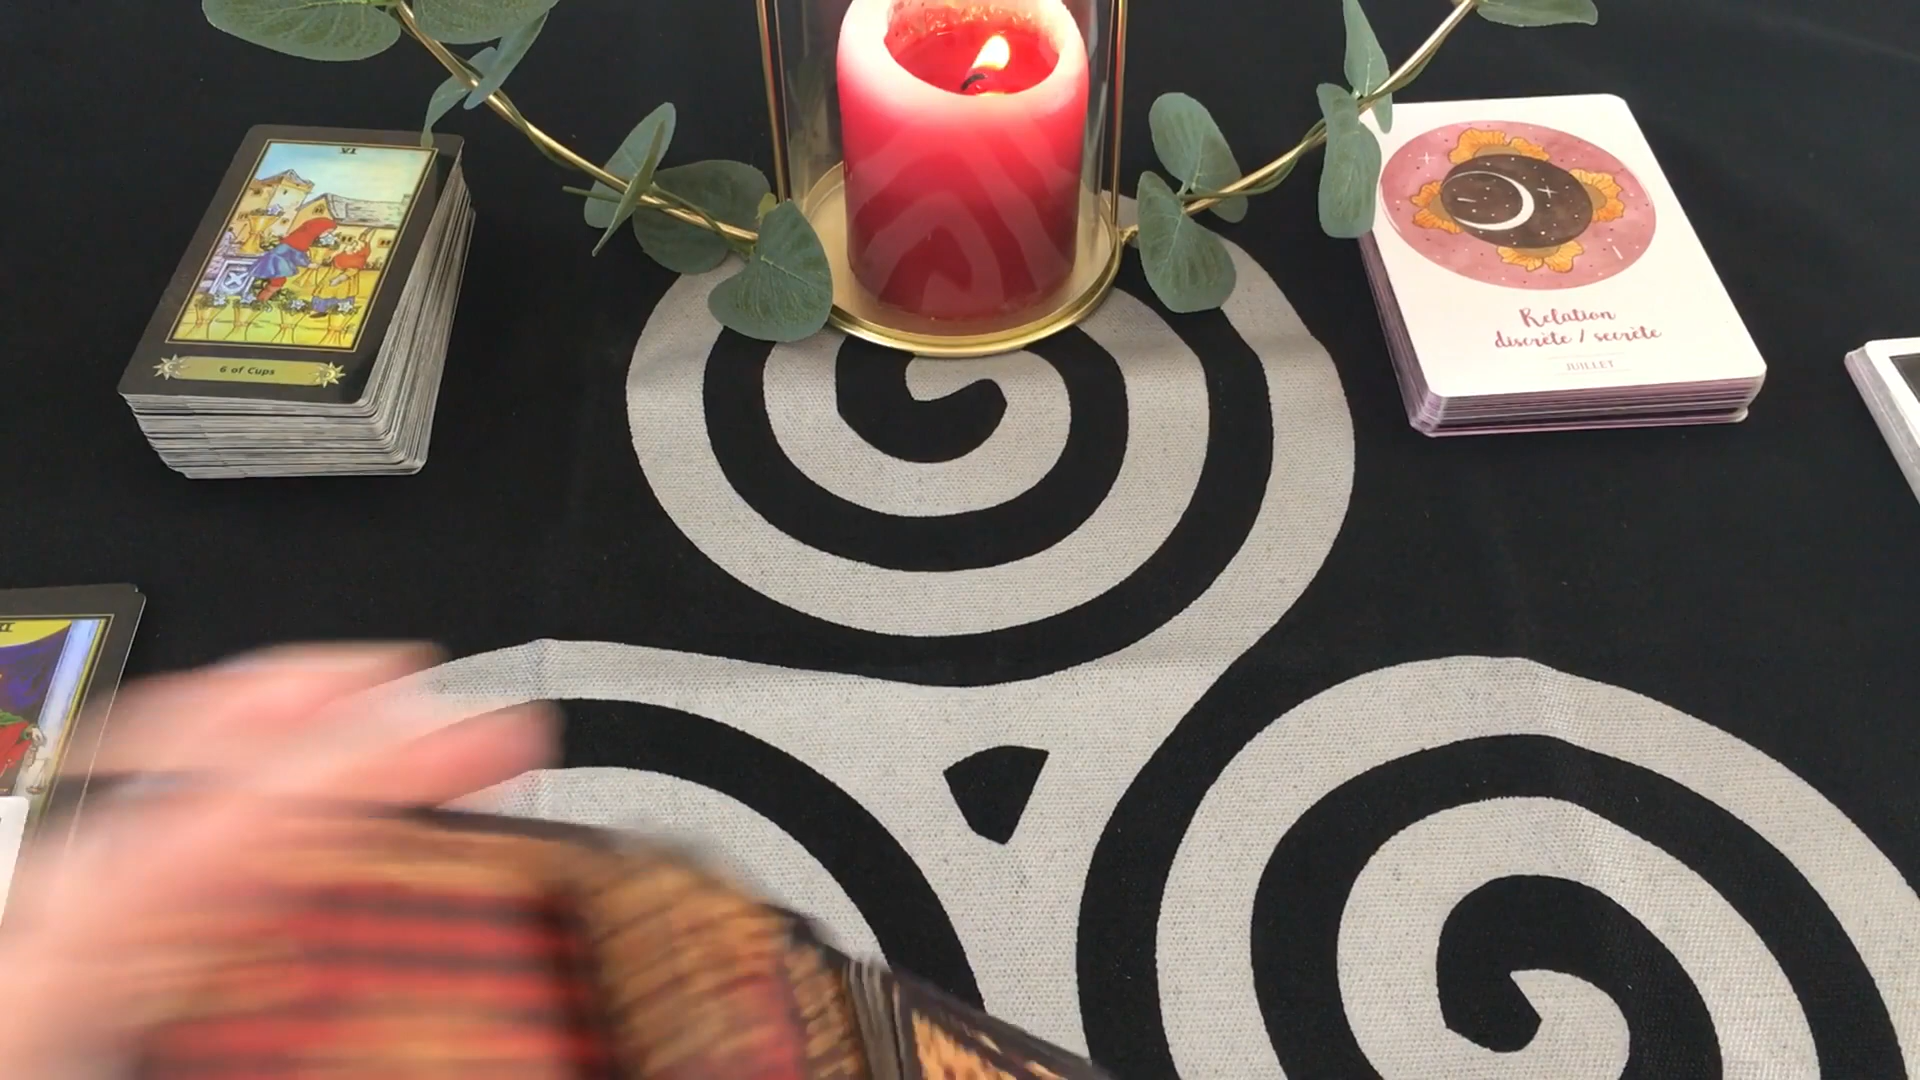 VI
6 of Cups
Relation
discrète / secrète
JUILLET